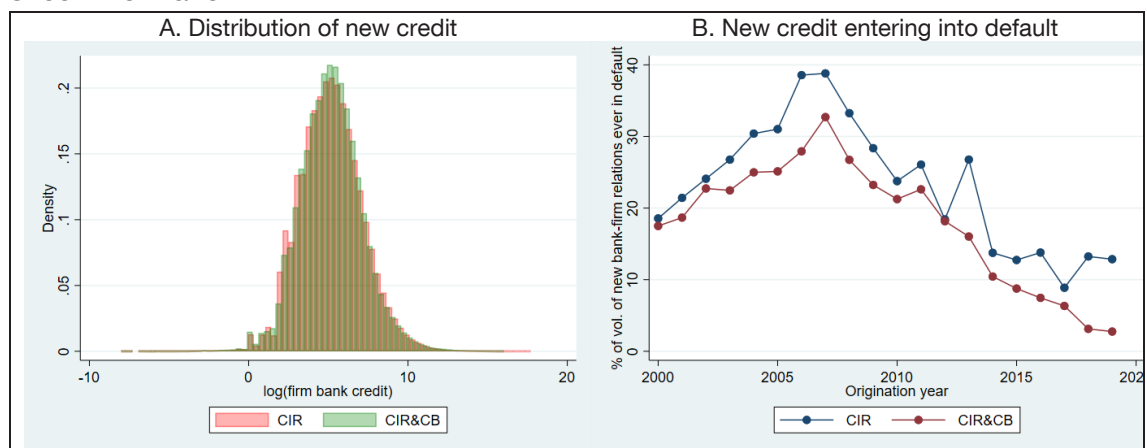 A. Distribution of new credit
Density
0
.05
.1
.15
.2
-10
0
10
20
log(firm bank credit)
CIR
CIR&CB
B. New credit entering into default
% of vol. of new bank-firm relations ever in default
0
10
20
30
40
2000
2005
2010
2015
202
Origination year
CIR
CIR&CB